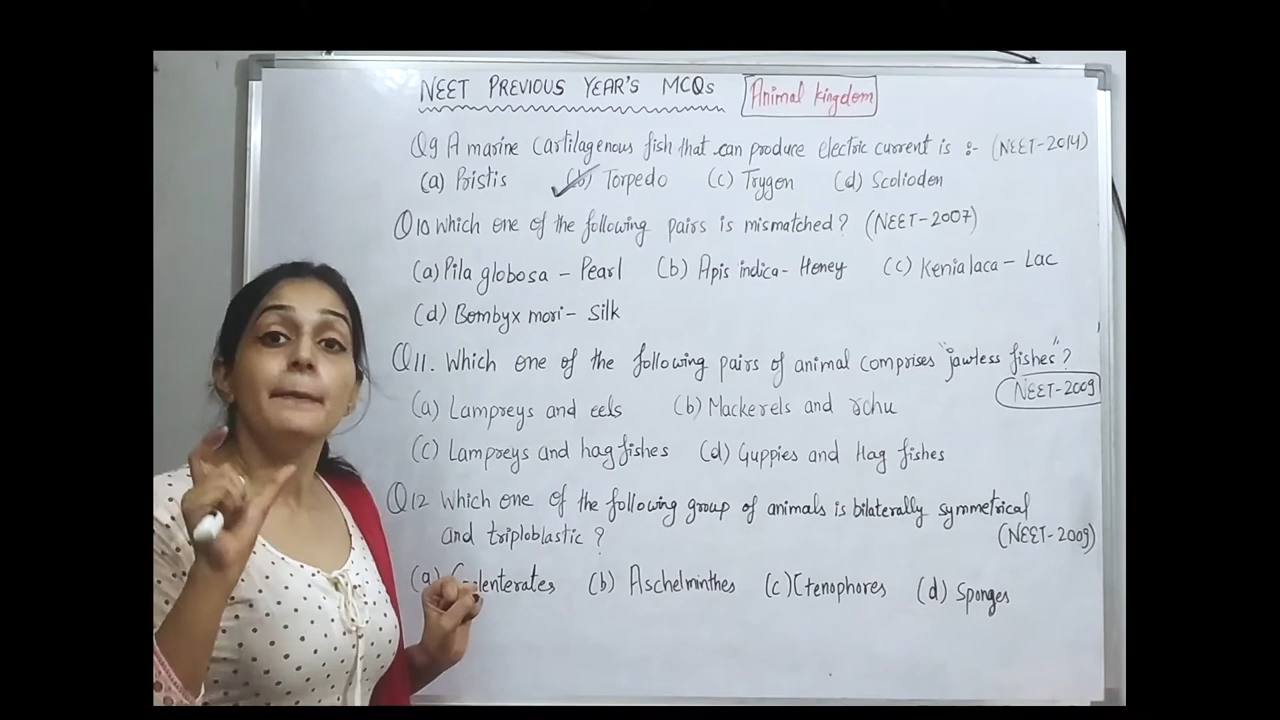 NEET PREVIOUS YEAR'S MCQs Animal kingdom
Q9 A marine Cartilagenous fish that can produce electric current is :- (NEET-2014)
(a) Pristis (b) Torpedo (c) Trygon (d) Scolioden
Q10 Which one of the following pairs is mismatched? (NEET-2007)
(a) Pila globosa - Pearl (b) Apis indica - Honey (c) Kenia laca - Lac
(d) Bombyx mori - Silk
Q11. Which one of the following pairs of animal comprises "jawless fishes"?
(NEET-2009)
(a) Lampreys and eels (b) Mackerels and rohu
(c) Lampreys and hag fishes (d) Guppies and Hag fishes
Q12 Which one of the following group of animals is bilaterally symmetrical
and triploblastic ? (NEET-2009)
(a) Coelenterates (b) Aschelminthes (c) Ctenophores (d) Sponges